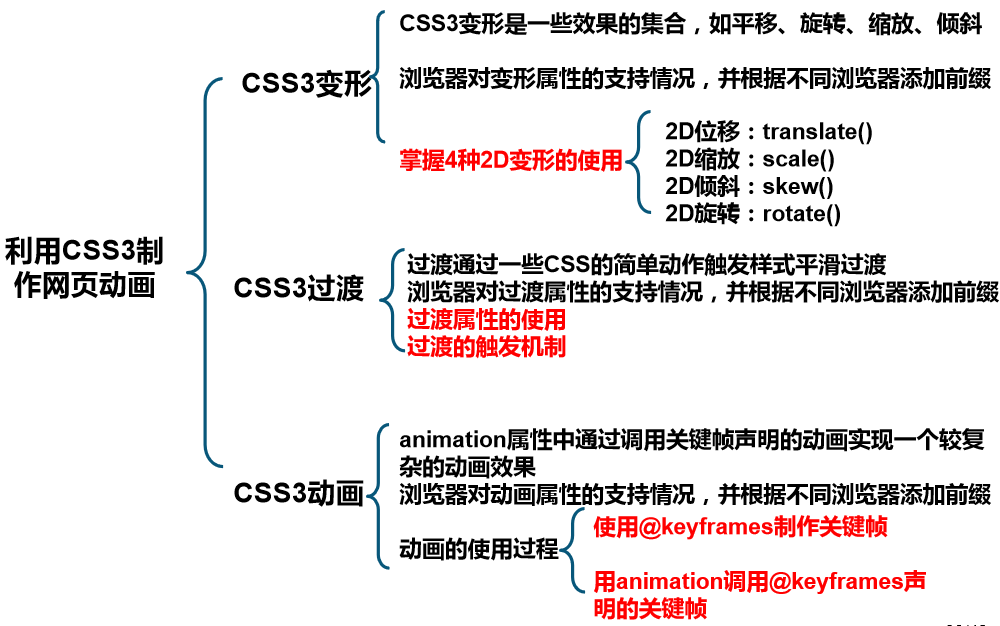 CSS3变形是一些效果的集合，如平移、旋转、缩放、倾斜
CSS3变形
浏览器对变形属性的支持情况，并根据不同浏览器添加前缀
掌握4种2D变形的使用
2D位移：translate()
2D缩放：scale()
2D倾斜：skew()
2D旋转：rotate()
利用CSS3制
作网页动画
CSS3过渡
过渡通过一些CSS的简单动作触发样式平滑过渡
浏览器对过渡属性的支持情况，并根据不同浏览器添加前缀
过渡属性的使用
过渡的触发机制
CSS3动画
animation属性中通过调用关键帧声明的动画实现一个较复
杂的动画效果
浏览器对动画属性的支持情况，并根据不同浏览器添加前缀
动画的使用过程
使用@keyframes制作关键帧
用animation调用@keyframes声
明的关键帧